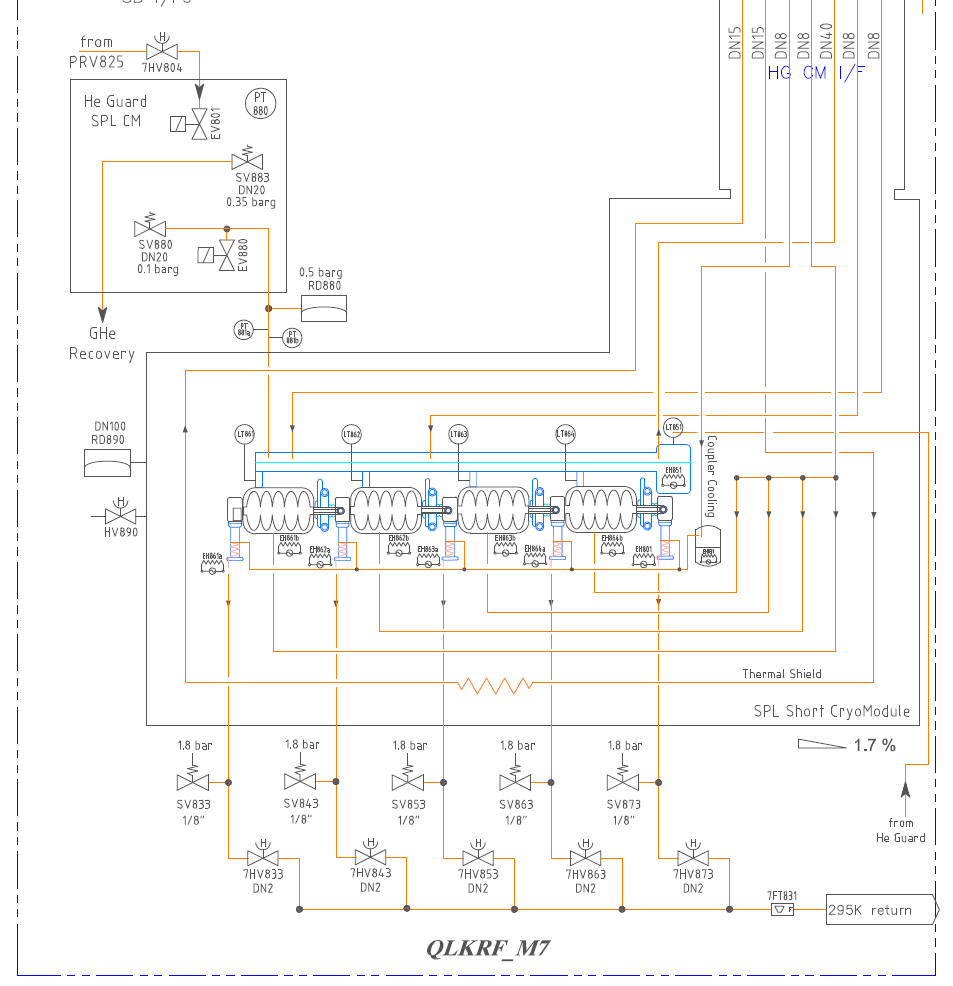 from
PRV825
H
7HV804
He Guard
SPL CM
PT
880
EV801
SV883
DN20
0.35 barg
SV880
DN20
0.1 barg
EV880
0.5 barg
RD880
PT
881a
PT
881b
GHe
Recovery
DN15
DN15
DN8
DN8
DN40
DN8
DN8
HG CM I/F
DN100
RD890
H
HV890
LT861
LT862
LT863
LT864
LT851
EH851
Coupler Cooling
EH861a
EH861b
EH862a
EH862b
EH863a
EH863b
EH864a
EH864b
EH801
Thermal Shield
SPL Short CryoModule
1.7 %
1.8 bar
1.8 bar
1.8 bar
1.8 bar
1.8 bar
SV833
1/8"
SV843
1/8"
SV853
1/8"
SV863
1/8"
SV873
1/8"
from
He Guard
H
7HV833
DN2
H
7HV843
DN2
H
7HV853
DN2
H
7HV863
DN2
H
7HV873
DN2
7FT831
F
295K return
QLKRF_M7